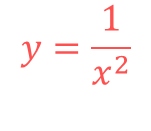 y = 1/x²